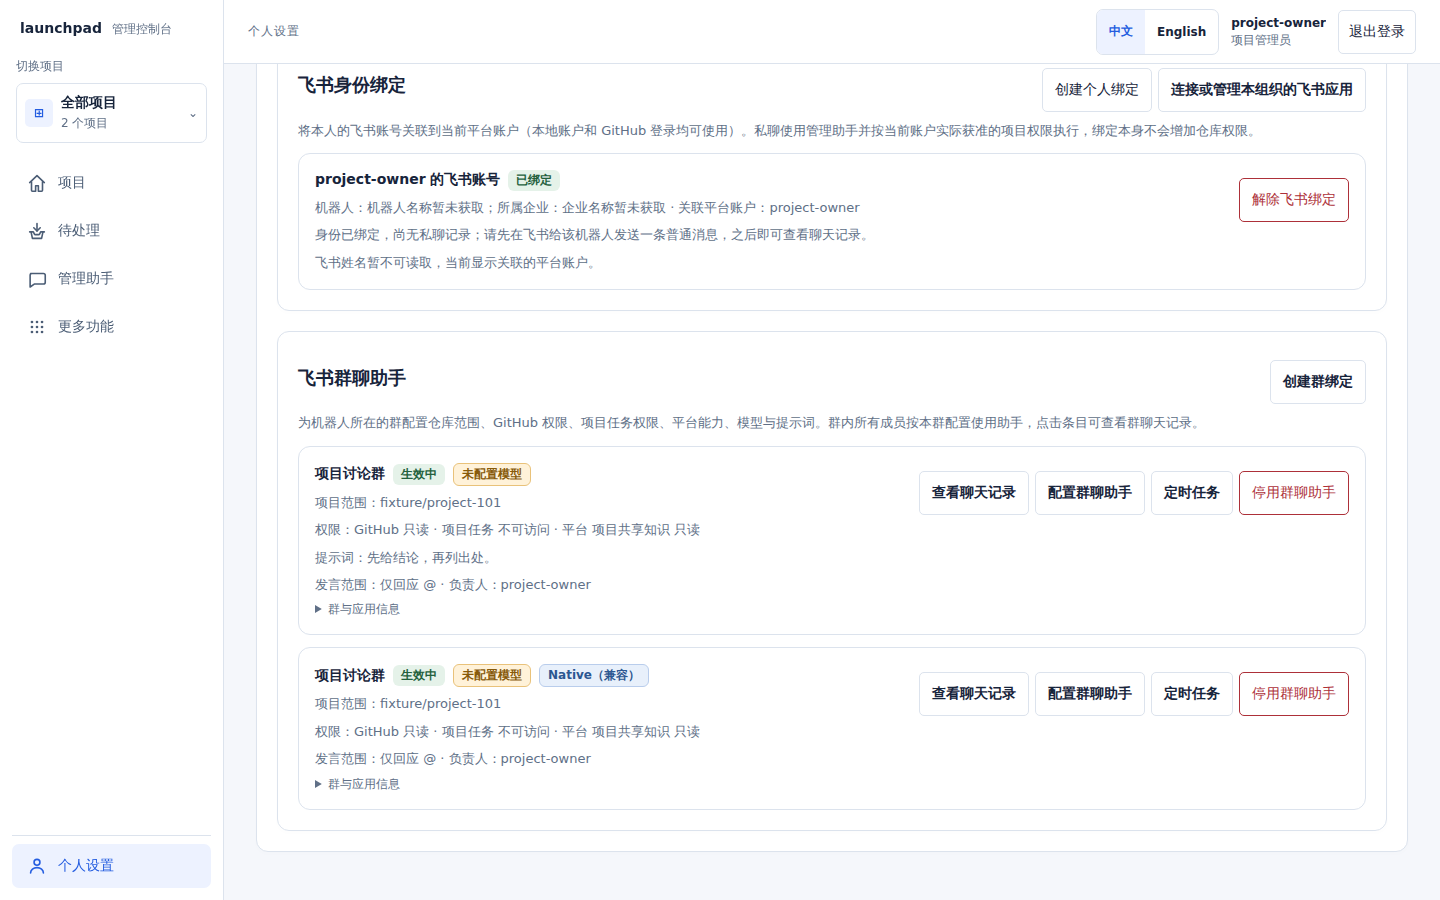 launchpad 管理控制台
切换项目
全部项目
2 个项目
项目
待处理
管理助手
更多功能
个人设置
个人设置
中文 English
project-owner
项目管理员
退出登录
飞书身份绑定
创建个人绑定 连接或管理本组织的飞书应用
将本人的飞书账号关联到当前平台账户（本地账户和 GitHub 登录均可使用）。私聊使用管理助手并按当前账户实际获准的项目权限执行，绑定本身不会增加仓库权限。
project-owner 的飞书账号 已绑定
机器人：机器人名称暂未获取；所属企业：企业名称暂未获取 · 关联平台账户：project-owner
身份已绑定，尚无私聊记录；请先在飞书给该机器人发送一条普通消息，之后即可查看聊天记录。
飞书姓名暂不可读取，当前显示关联的平台账户。
解除飞书绑定
飞书群聊助手
创建群绑定
为机器人所在的群配置仓库范围、GitHub 权限、项目任务权限、平台能力、模型与提示词。群内所有成员按本群配置使用助手，点击条目可查看群聊天记录。
项目讨论群 生效中 未配置模型
项目范围：fixture/project-101
权限：GitHub 只读 · 项目任务 不可访问 · 平台 项目共享知识 只读
提示词：先给结论，再列出处。
发言范围：仅回应 @ · 负责人：project-owner
群与应用信息
查看聊天记录 配置群聊助手 定时任务 停用群聊助手
项目讨论群 生效中 未配置模型 Native（兼容）
项目范围：fixture/project-101
权限：GitHub 只读 · 项目任务 不可访问 · 平台 项目共享知识 只读
发言范围：仅回应 @ · 负责人：project-owner
群与应用信息
查看聊天记录 配置群聊助手 定时任务 停用群聊助手